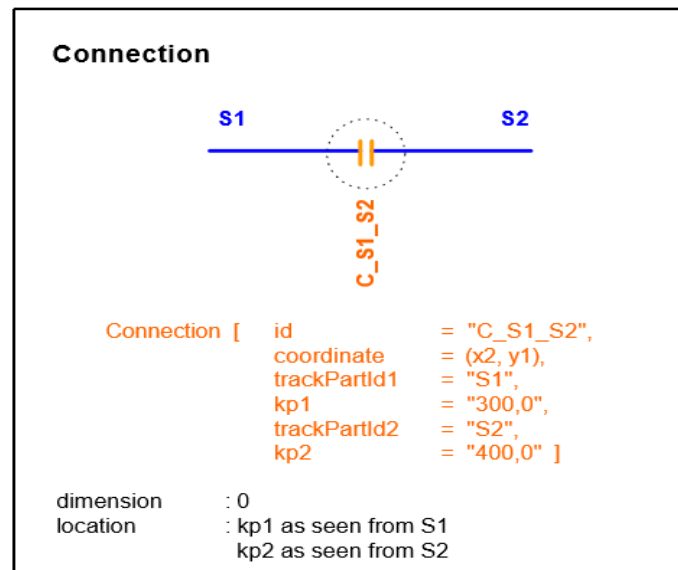 Connection
S1 S2
C_S1_S2
Connection [ id = "C_S1_S2",
coordinate = (x2, y1),
trackPartId1 = "S1",
kp1 = "300,0",
trackPartId2 = "S2",
kp2 = "400,0" ]
dimension : 0
location : kp1 as seen from S1
kp2 as seen from S2